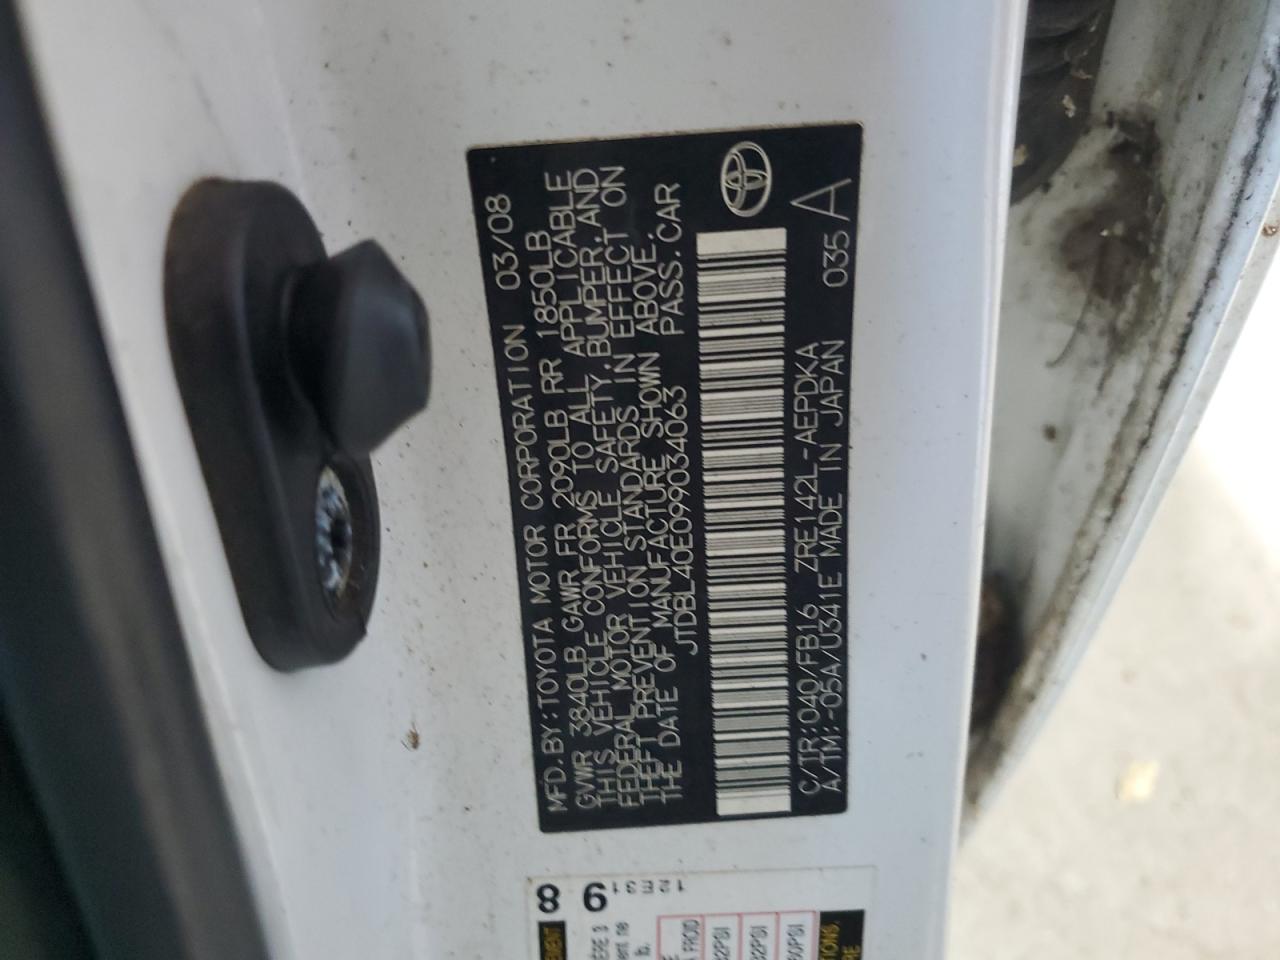 MFD.BY:TOYOTA MOTOR CORPORATION 03/08
GVWR 3840LB GAWR FR 2090LB RR 1850LB
THIS VEHICLE CONFORMS TO ALL APPLICABLE
FEDERAL MOTOR VEHICLE SAFETY,BUMPER,AND
THEFT PREVENTION STANDARDS IN EFFECT ON
THE DATE OF MANUFACTURE SHOWN ABOVE.
JTDBL40E099034063 PASS.CAR
C/TR:040/FB16 ZRE142L-AEPDKA
A/TM:-05A/U341E MADE IN JAPAN 035 A
8 9
12E31